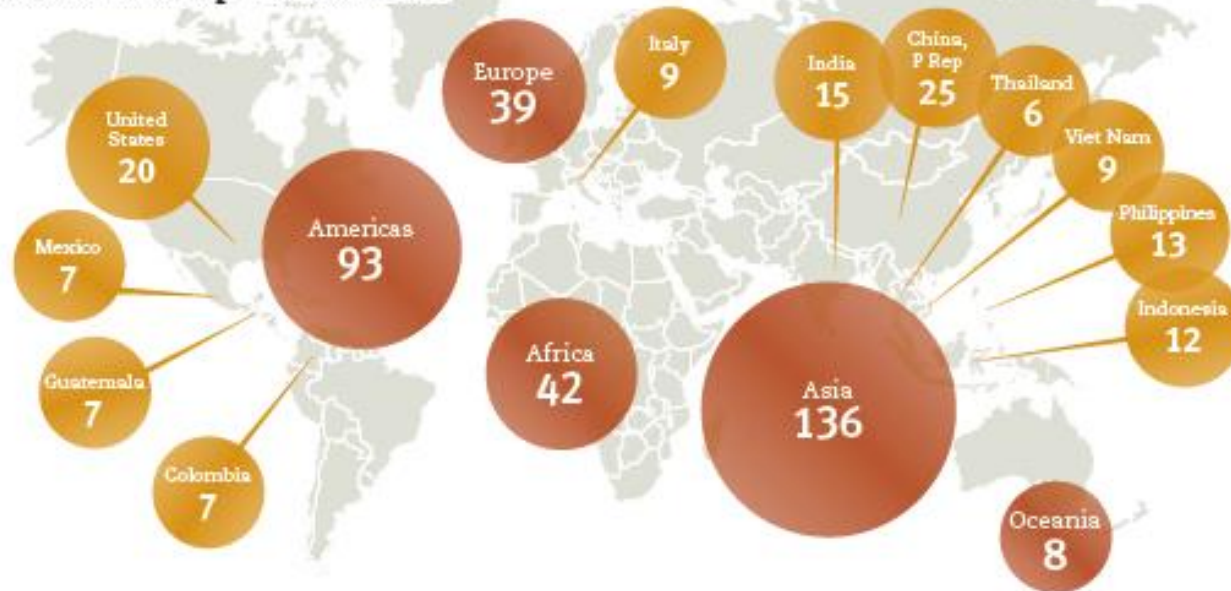 United
States
20
Mexico
7
Guatemala
7
Colombia
7
Americas
93
Europe
39
Italy
9
Africa
42
India
15
China,
P Rep
25
Thailand
6
Viet Nam
9
Philippines
13
Indonesia
12
Asia
136
Oceania
8